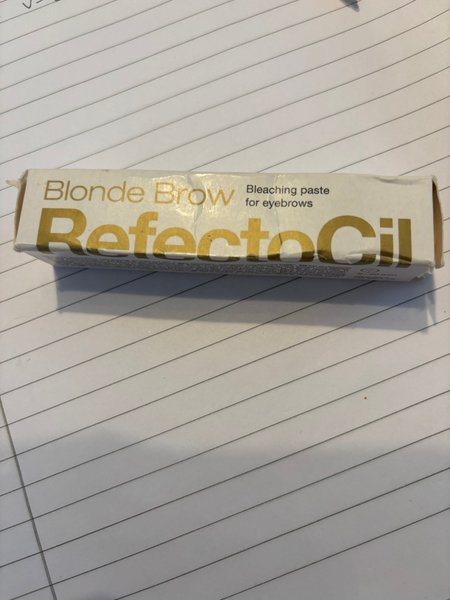 Blonde Brow
Bleaching paste
for eyebrows
RefectoCil